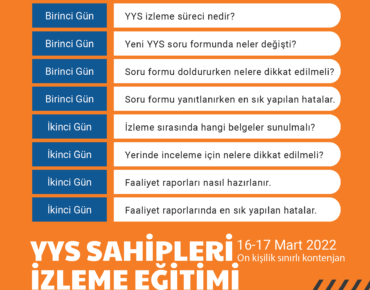 Birinci Gün YYS izleme süreci nedir?
Birinci Gün Yeni YYS soru formunda neler değişti?
Birinci Gün Soru formu doldururken nelere dikkat edilmeli?
Birinci Gün Soru formu yanıtlanırken en sık yapılan hatalar.
İkinci Gün İzleme sırasında hangi belgeler sunulmalı?
İkinci Gün Yerinde inceleme için nelere dikkat edilmeli?
İkinci Gün Faaliyet raporları nasıl hazırlanır.
İkinci Gün Faaliyet raporlarında en sık yapılan hatalar.
YYS SAHİPLERİ 16-17 Mart 2022
On kişilik sınırlı kontenjan
İZLEME EĞİTİMİ